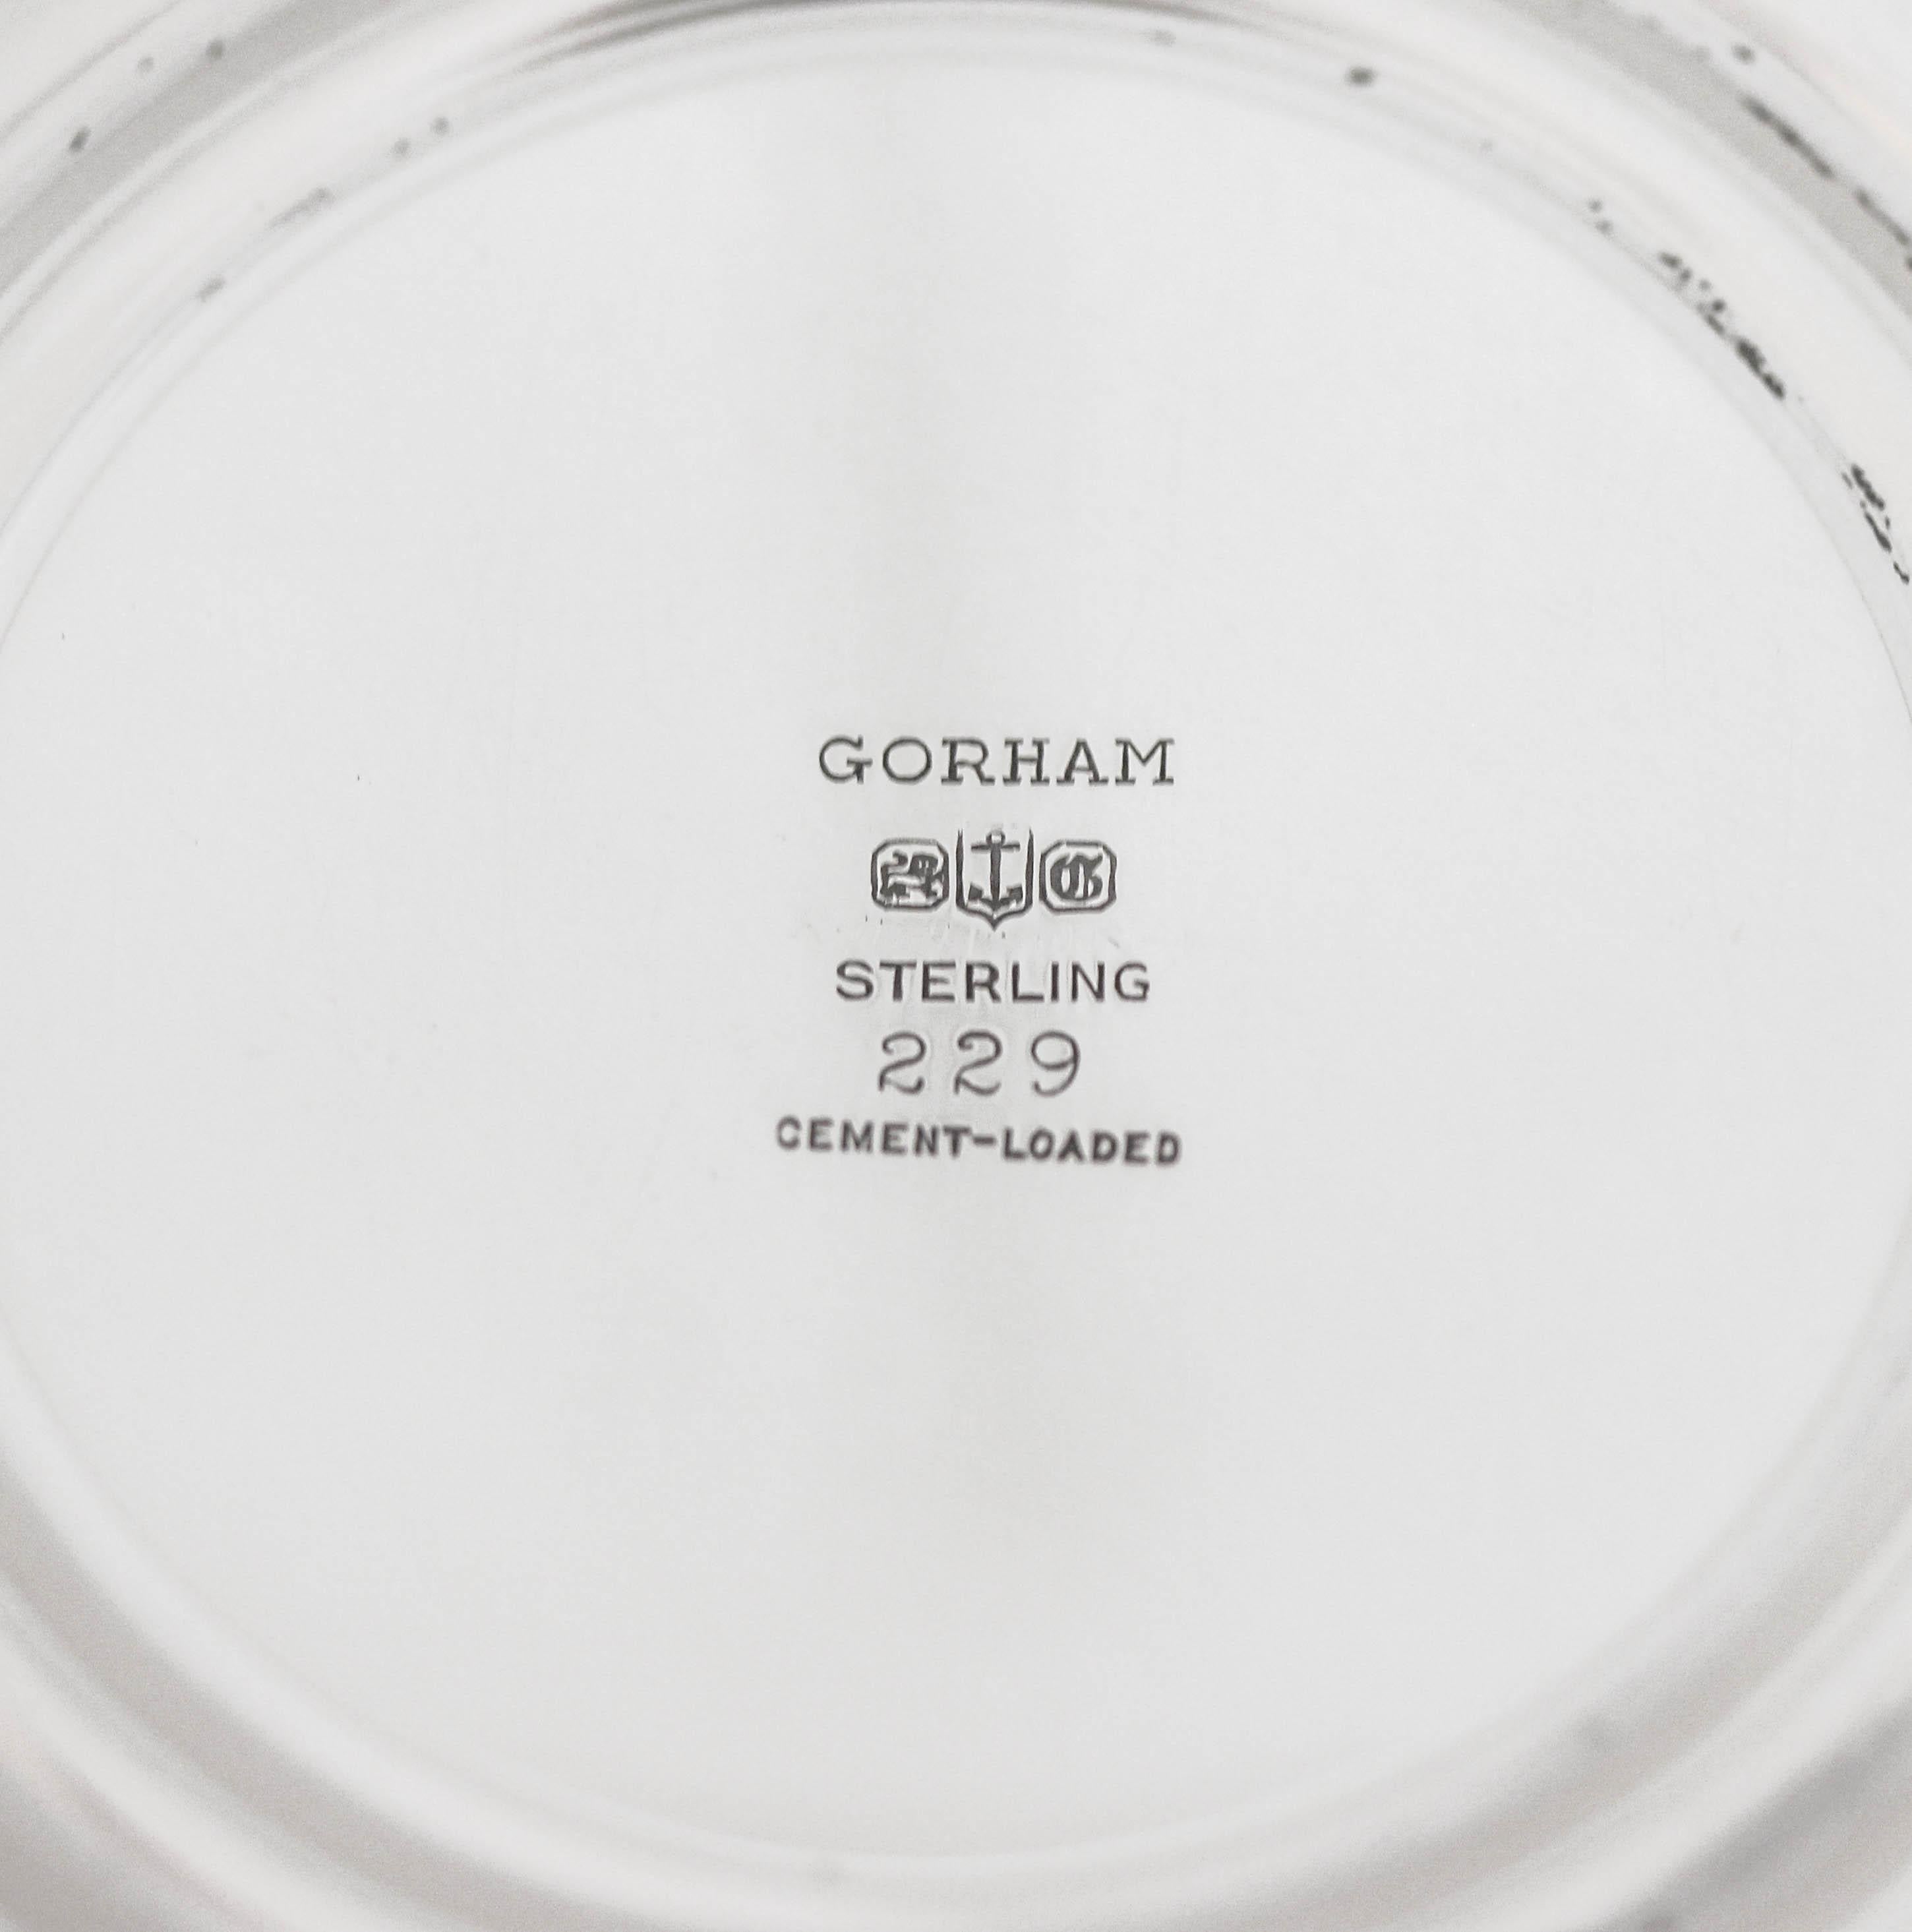 GORHAM
G
STERLING
229
CEMENT-LOADED